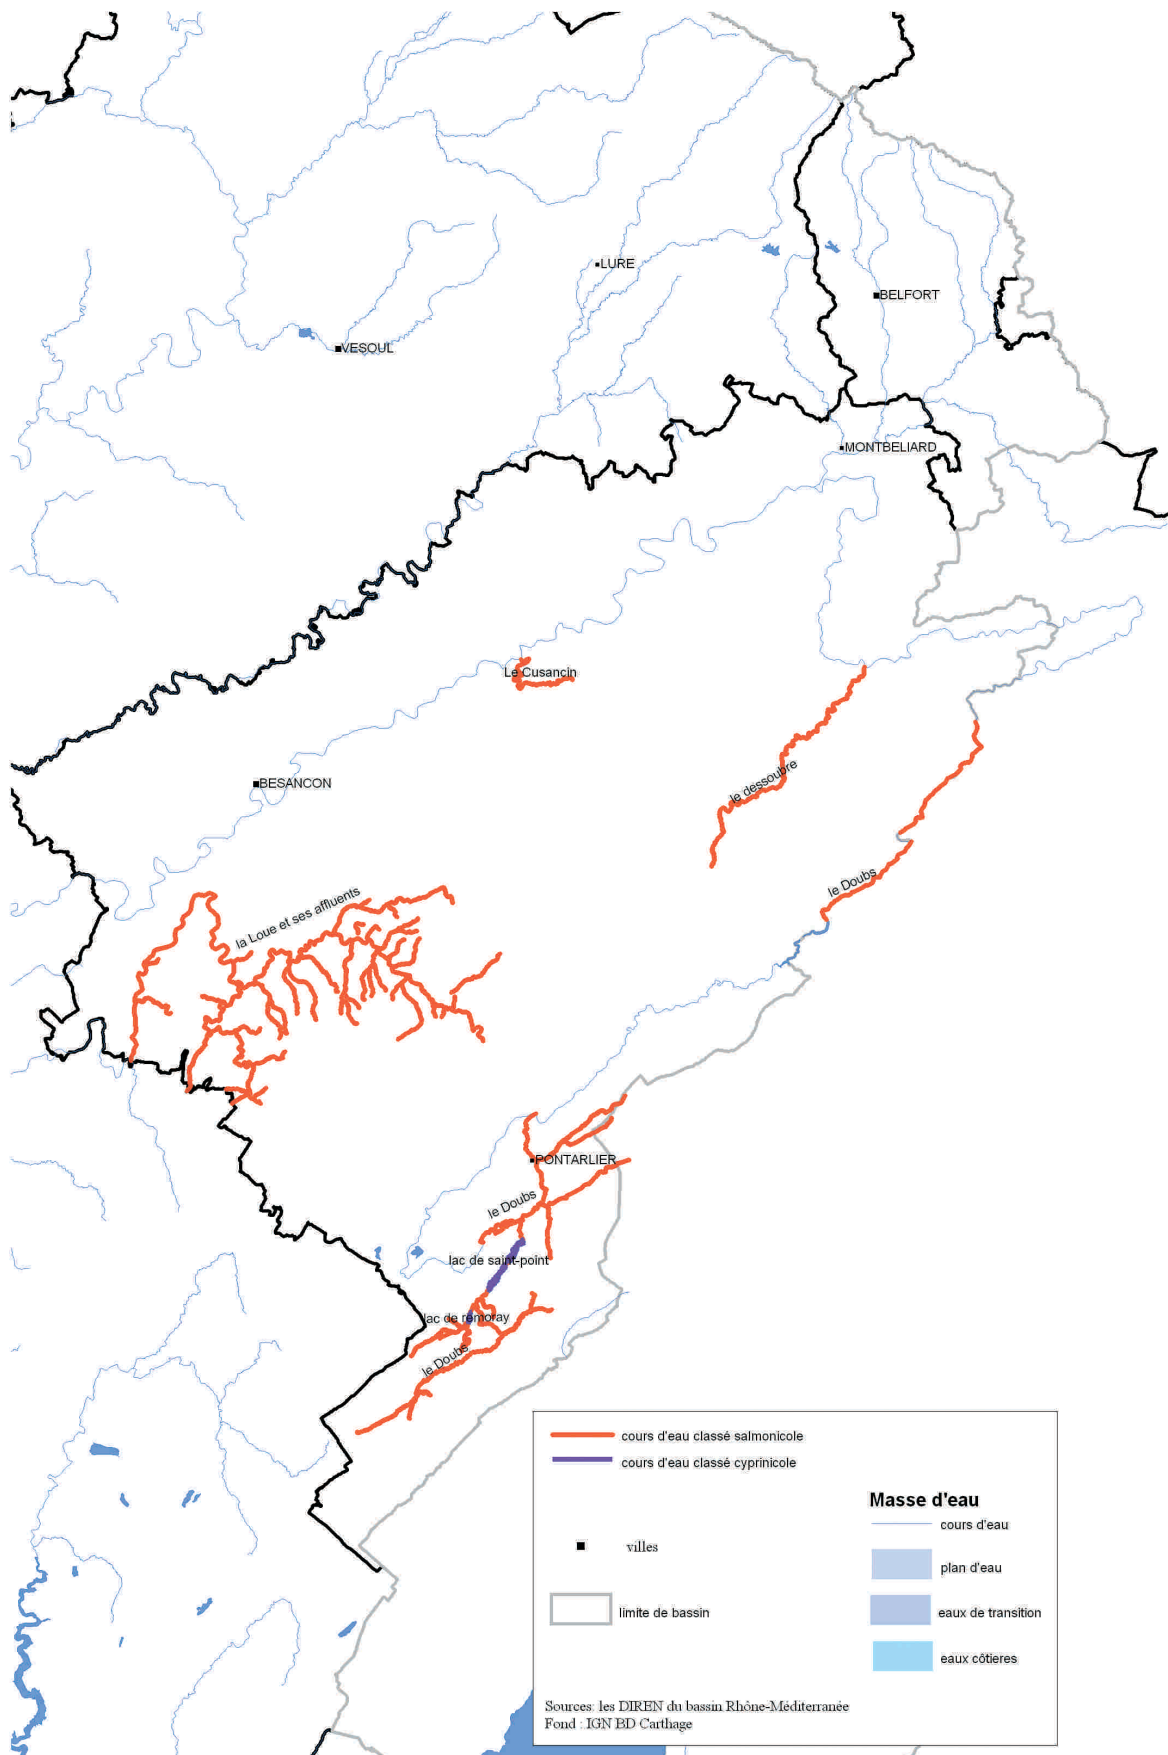 LURE
BELFORT
VESOUL
MONTBELIARD
Le Cusancin
le dessoubre
BESANCON
le Doubs
la Loue et ses affluents
PONTARLIER
le Doubs
lac de saint-point
lac de remoray
le Doubs
cours d'eau classé salmonicole
cours d'eau classé cyprinicole
villes
limite de bassin
Masse d'eau
cours d'eau
plan d'eau
eaux de transition
eaux côtieres
Sources: les DIREN du bassin Rhône-Méditerranée
Fond : IGN BD Carthage